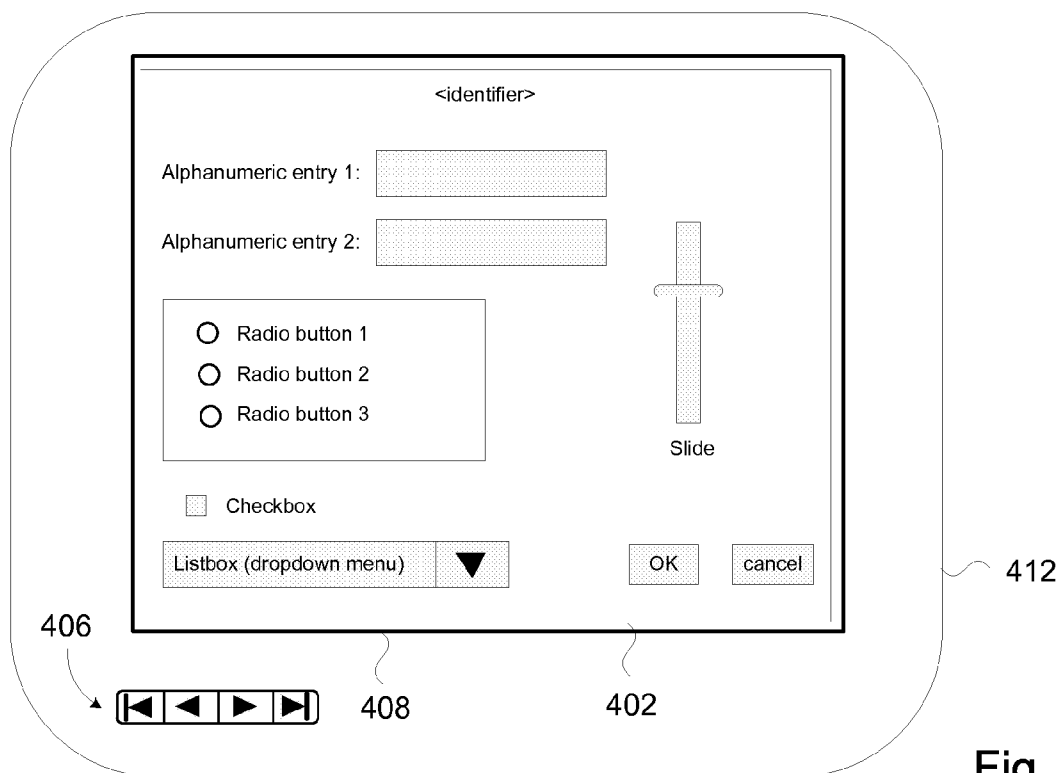 <identifier>
Alphanumeric entry 1:
Alphanumeric entry 2:
Radio button 1
Radio button 2
Radio button 3
Slide
Checkbox
Listbox (dropdown menu)
OK
cancel
412
406
408
402
Fig